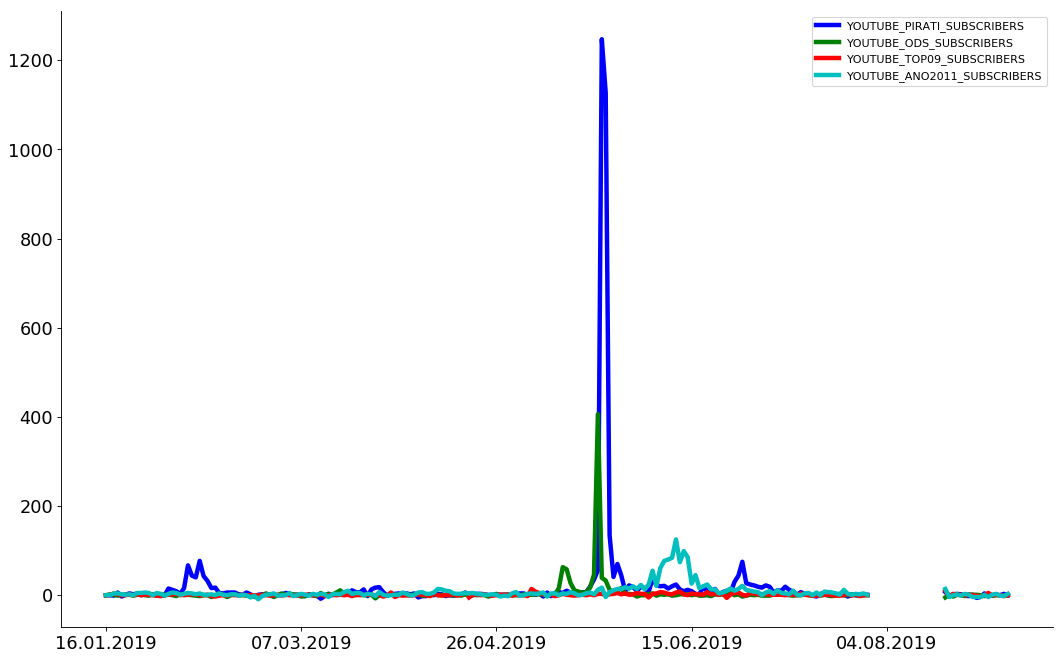 YOUTUBE_PIRATI_SUBSCRIBERS
YOUTUBE_ODS_SUBSCRIBERS
YOUTUBE_TOP09_SUBSCRIBERS
YOUTUBE_ANO2011_SUBSCRIBERS
1200
1000
800
600
400
200
0
16.01.2019 07.03.2019 26.04.2019 15.06.2019 04.08.2019